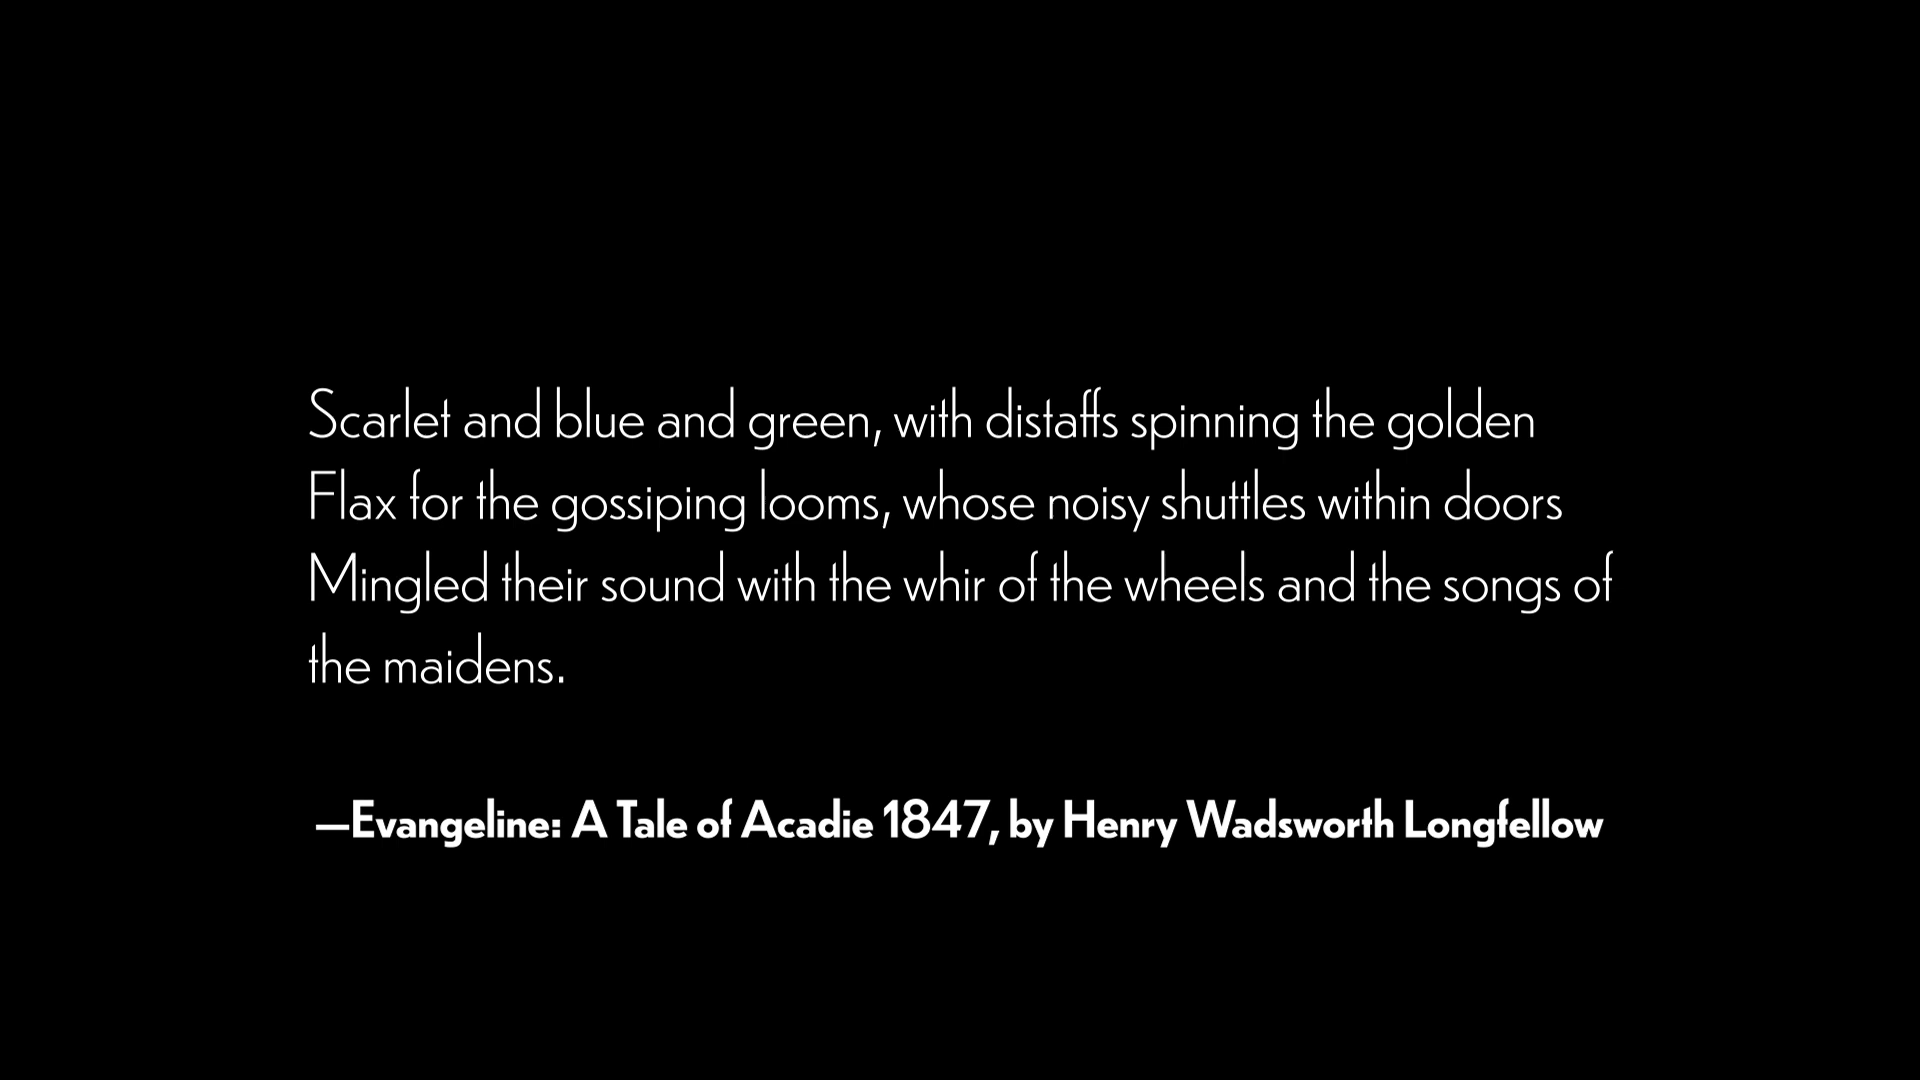 Scarlet and blue and green, with distaffs spinning the golden
Flax for the gossiping looms, whose noisy shuttles within doors
Mingled their sound with the whir of the wheels and the songs of
the maidens.
—Evangeline: A Tale of Acadie 1847, by Henry Wadsworth Longfellow